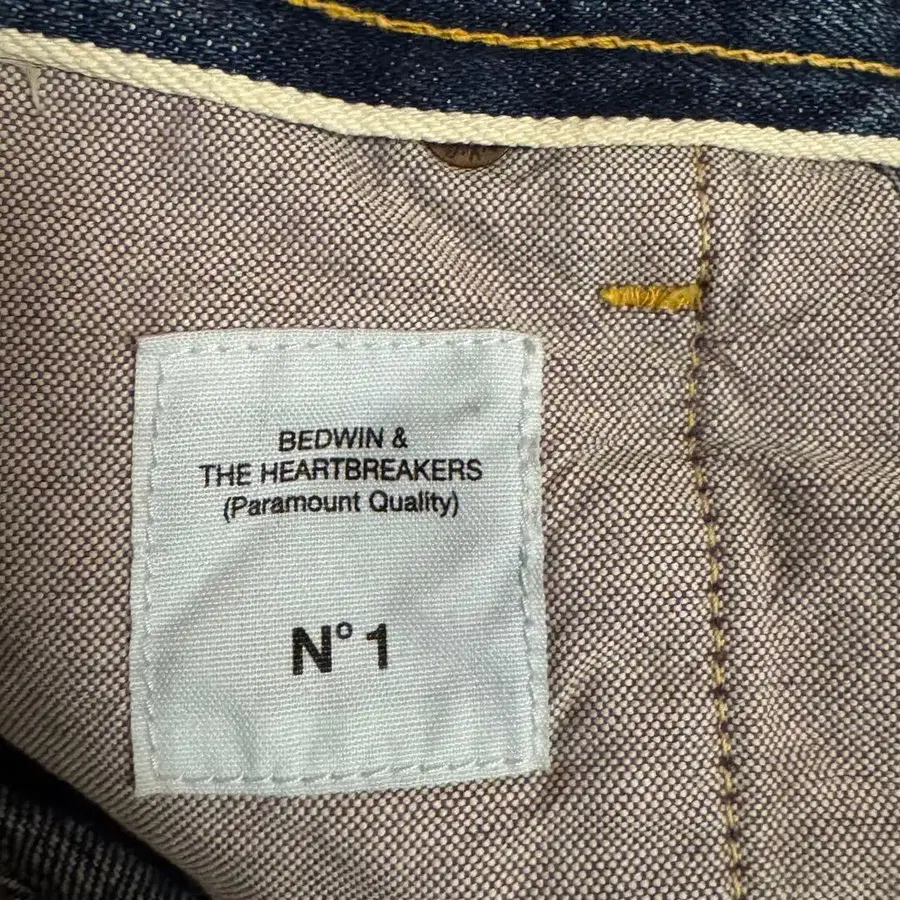 BEDWIN &
THE HEARTBREAKERS
(Paramount Quality)
N° 1